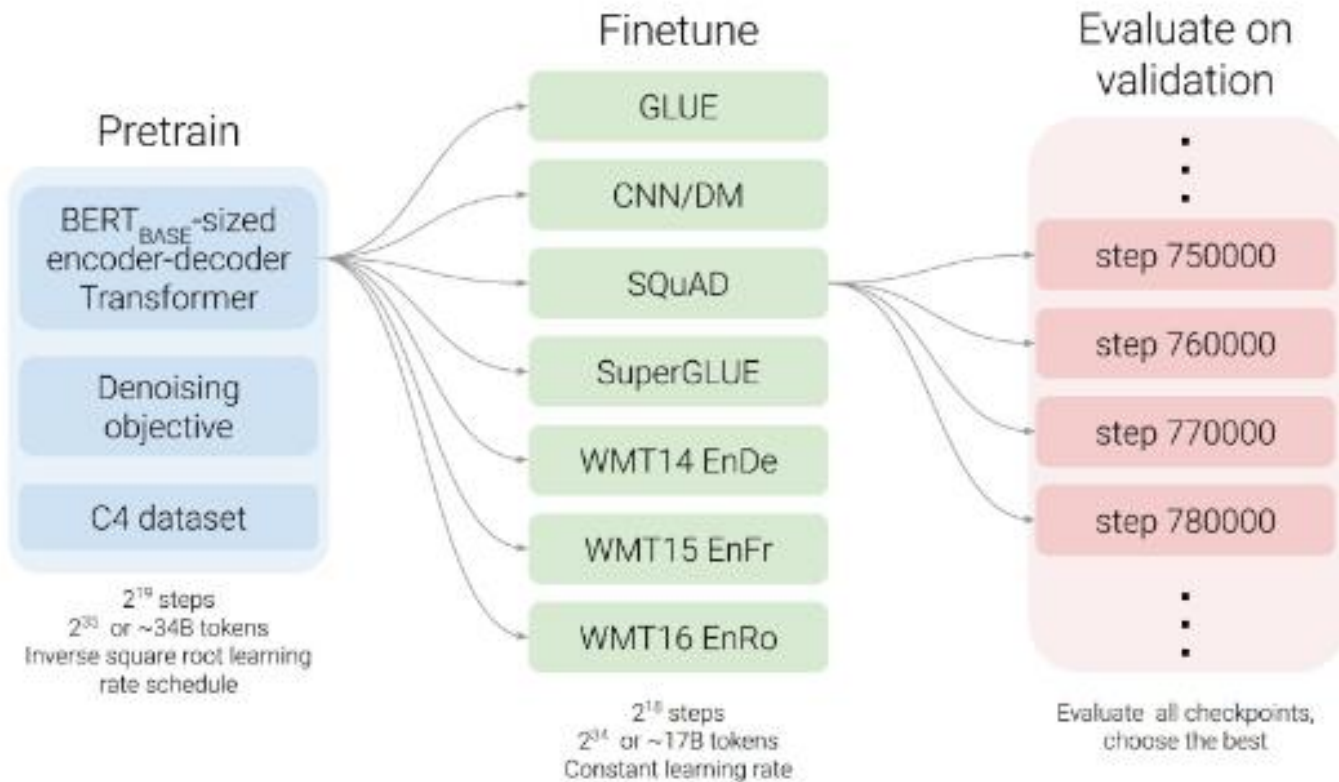 Pretrain
BERT_BASE-sized
encoder-decoder
Transformer
Denoising
objective
C4 dataset
2^19 steps
2^35 or ~34B tokens
Inverse square root learning
rate schedule
Finetune
GLUE
CNN/DM
SQuAD
SuperGLUE
WMT14 EnDe
WMT15 EnFr
WMT16 EnRo
2^18 steps
2^34 or ~17B tokens
Constant learning rate
Evaluate on
validation
step 750000
step 760000
step 770000
step 780000
Evaluate all checkpoints,
choose the best